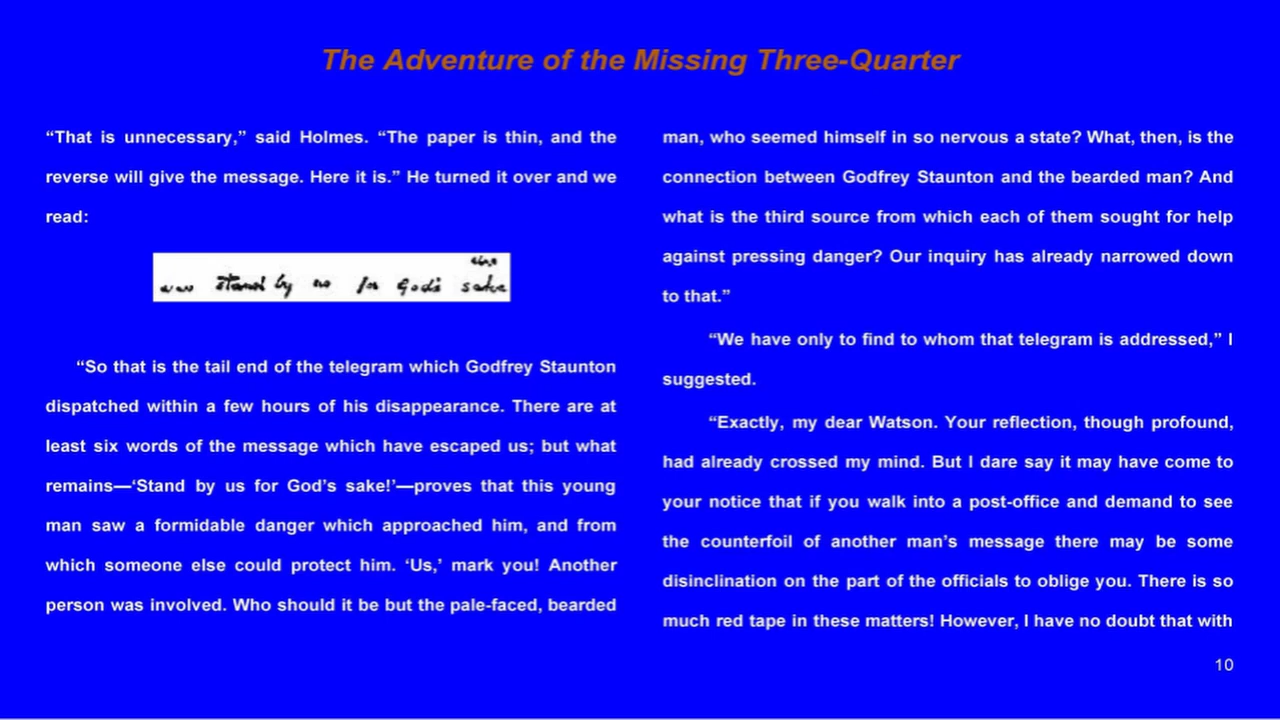 The Adventure of the Missing Three-Quarter
“That is unnecessary,” said Holmes. “The paper is thin, and the
reverse will give the message. Here it is.” He turned it over and we
read:
stand by us for God's sake
“So that is the tail end of the telegram which Godfrey Staunton
dispatched within a few hours of his disappearance. There are at
least six words of the message which have escaped us; but what
remains—‘Stand by us for God’s sake!’—proves that this young
man saw a formidable danger which approached him, and from
which someone else could protect him. ‘Us,’ mark you! Another
person was involved. Who should it be but the pale-faced, bearded
man, who seemed himself in so nervous a state? What, then, is the
connection between Godfrey Staunton and the bearded man? And
what is the third source from which each of them sought for help
against pressing danger? Our inquiry has already narrowed down
to that.”
“We have only to find to whom that telegram is addressed,” I
suggested.
“Exactly, my dear Watson. Your reflection, though profound,
had already crossed my mind. But I dare say it may have come to
your notice that if you walk into a post-office and demand to see
the counterfoil of another man’s message there may be some
disinclination on the part of the officials to oblige you. There is so
much red tape in these matters! However, I have no doubt that with
10